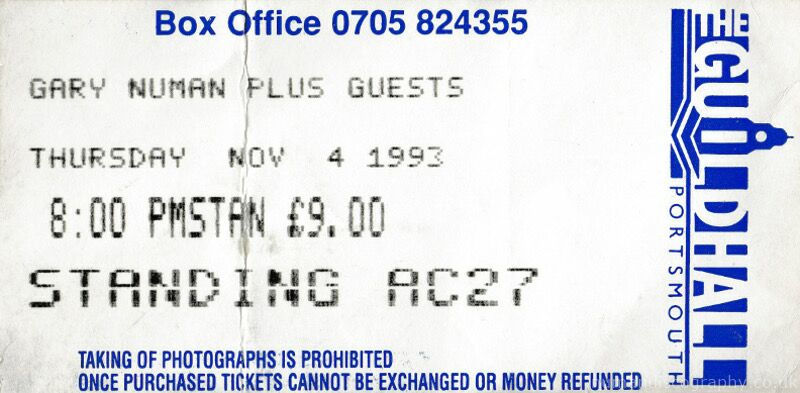 Box Office 0705 824355
GARY NUMAN PLUS GUESTS
THURSDAY NOV 4 1993
8:00 PMSTAN £9.00
STANDING AC27
TAKING OF PHOTOGRAPHS IS PROHIBITED
ONCE PURCHASED TICKETS CANNOT BE EXCHANGED OR MONEY REFUNDED
THE
GUILDHALL
PORTSMOUTH